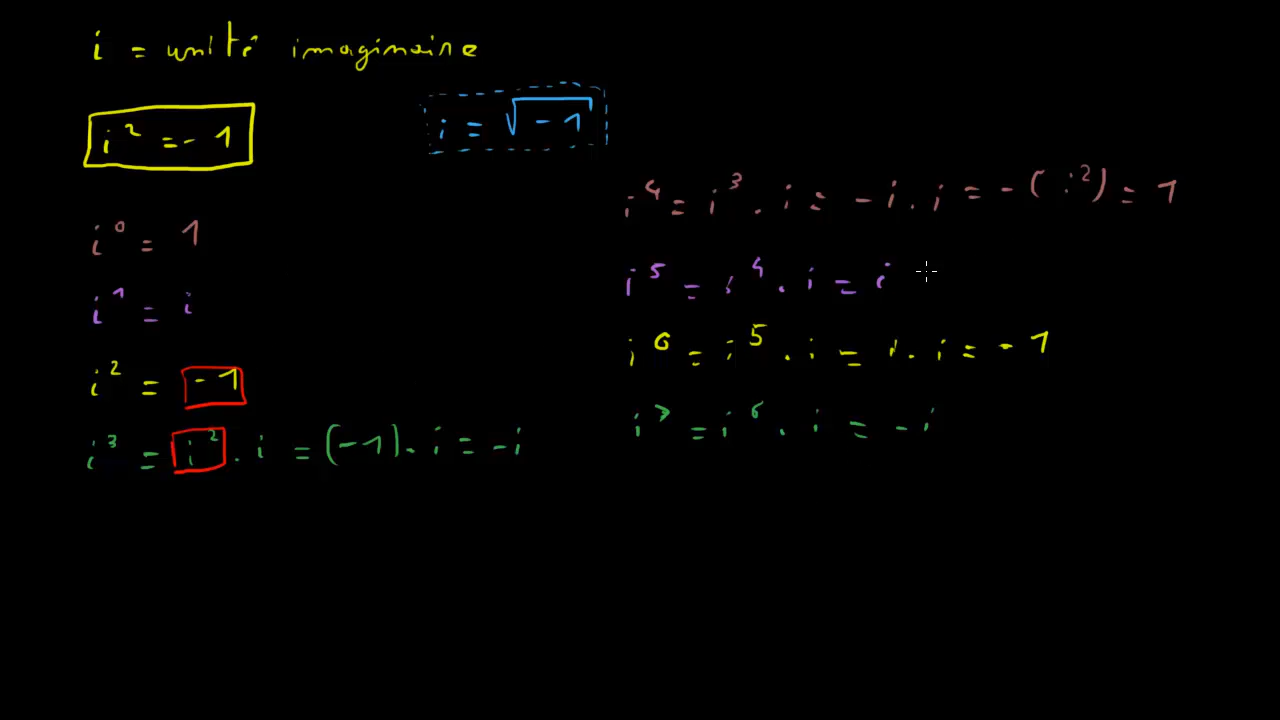 i = unité imaginaire
i² = -1
i = √-1
i⁰ = 1
i¹ = i
i² = -1
i³ = i² . i = (-1) . i = -i
i⁴ = i³ . i = -i . i = -(i²) = 1
i⁵ = i⁴ . i = i
i⁶ = i⁵ . i = i . i = -1
i⁷ = i⁶ . i = -i